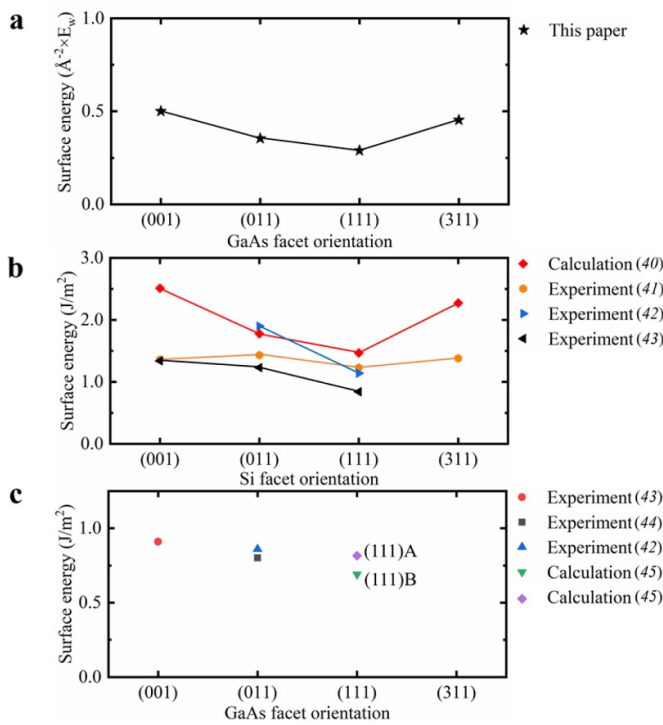 a
Surface energy (Å⁻²×E_w)
1.0
0.5
0.0
(001) (011) (111) (311)
GaAs facet orientation
This paper
b
Surface energy (J/m²)
3.0
2.0
1.0
0.0
(001) (011) (111) (311)
Si facet orientation
Calculation (40)
Experiment (41)
Experiment (42)
Experiment (43)
c
Surface energy (J/m²)
1.0
0.5
0.0
(111)A
(111)B
(001) (011) (111) (311)
GaAs facet orientation
Experiment (43)
Experiment (44)
Experiment (42)
Calculation (45)
Calculation (45)